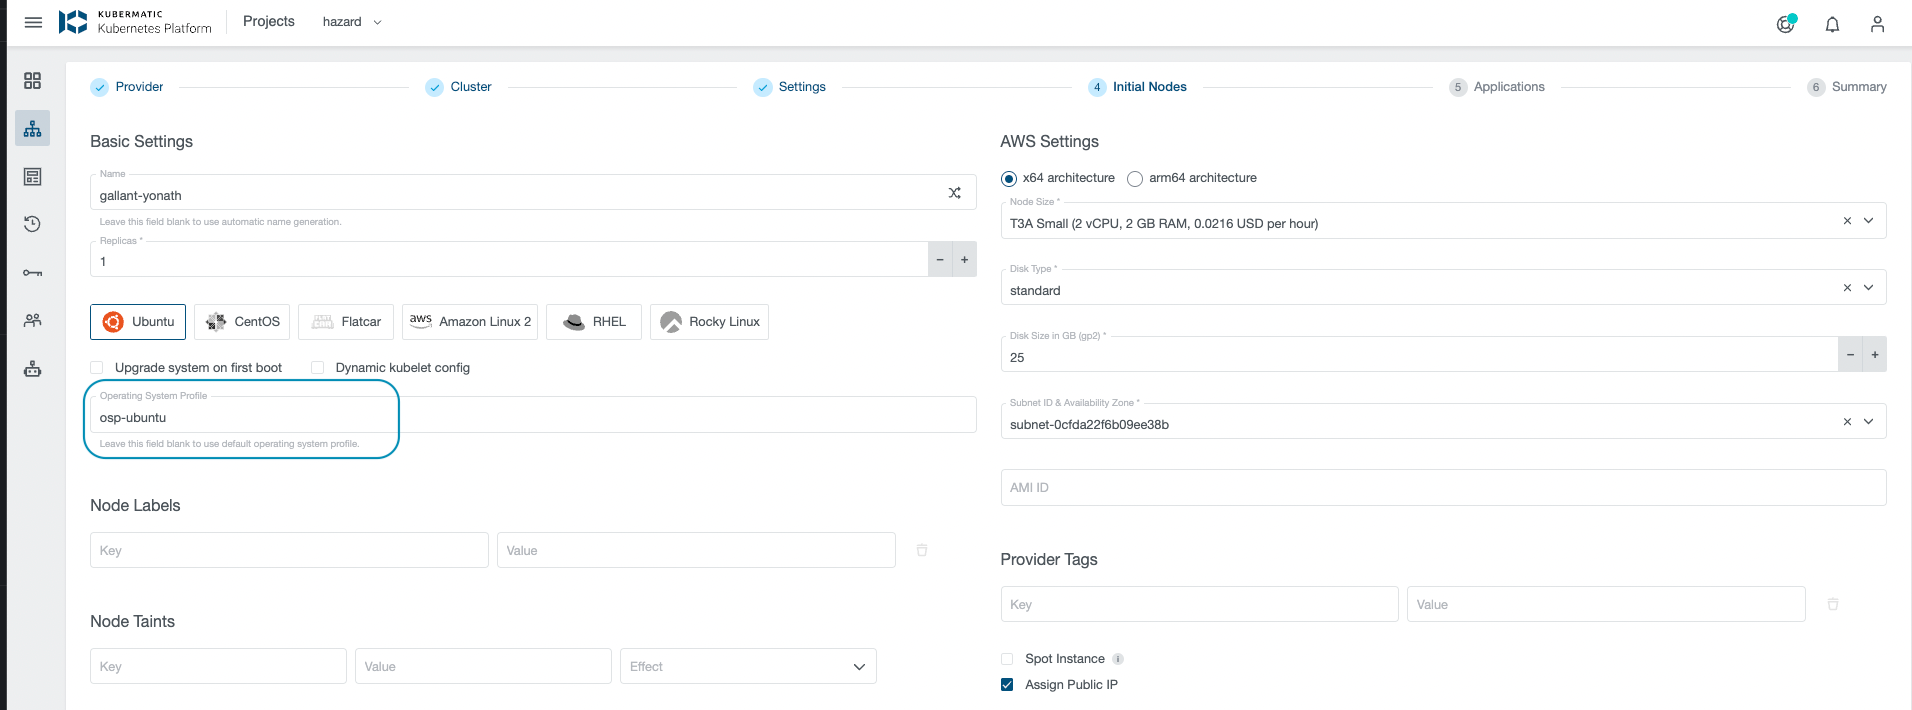 KUBERMATIC
Kubernetes Platform
Projects
hazard
Provider
Cluster
Settings
4 Initial Nodes
5 Applications
6 Summary
Basic Settings
Name
gallant-yonath
Leave this field blank to use automatic name generation.
Replicas *
1
Ubuntu
CentOS
Flatcar
aws Amazon Linux 2
RHEL
Rocky Linux
Upgrade system on first boot
Dynamic kubelet config
Operating System Profile
osp-ubuntu
Leave this field blank to use default operating system profile.
Node Labels
Key
Value
Node Taints
Key
Value
Effect
AWS Settings
x64 architecture
arm64 architecture
Node Size *
T3A Small (2 vCPU, 2 GB RAM, 0.0216 USD per hour)
Disk Type *
standard
Disk Size in GB (gp2) *
25
Subnet ID & Availability Zone *
subnet-0cfda22f6b09ee38b
AMI ID
Provider Tags
Key
Value
Spot Instance
Assign Public IP